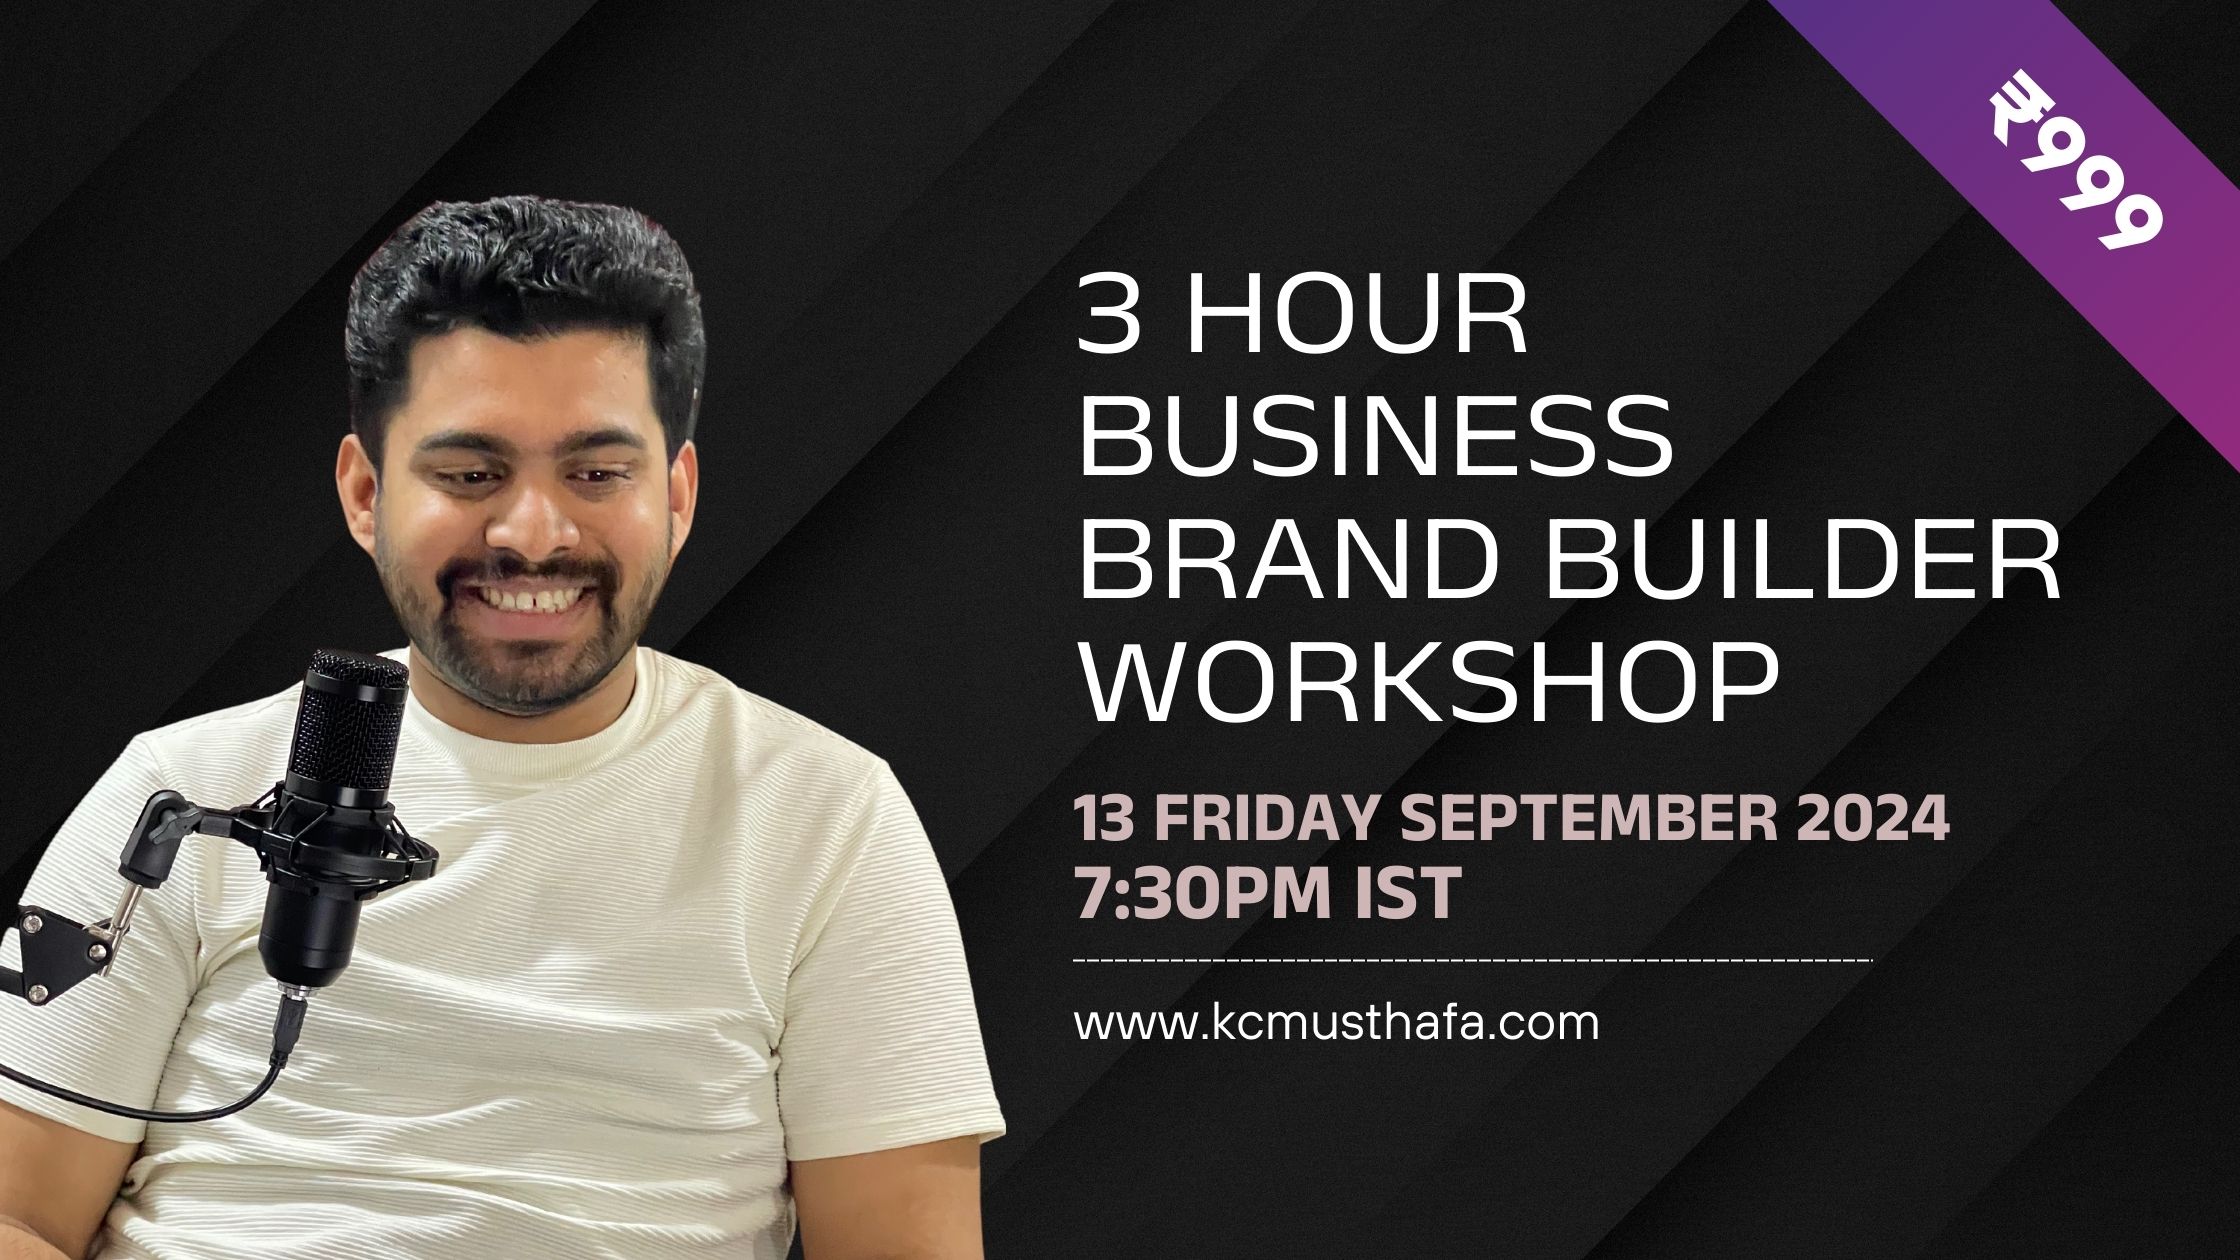 ₹999
3 HOUR
BUSINESS
BRAND BUILDER
WORKSHOP
13 FRIDAY SEPTEMBER 2024
7:30PM IST
www.kcmusthafa.com